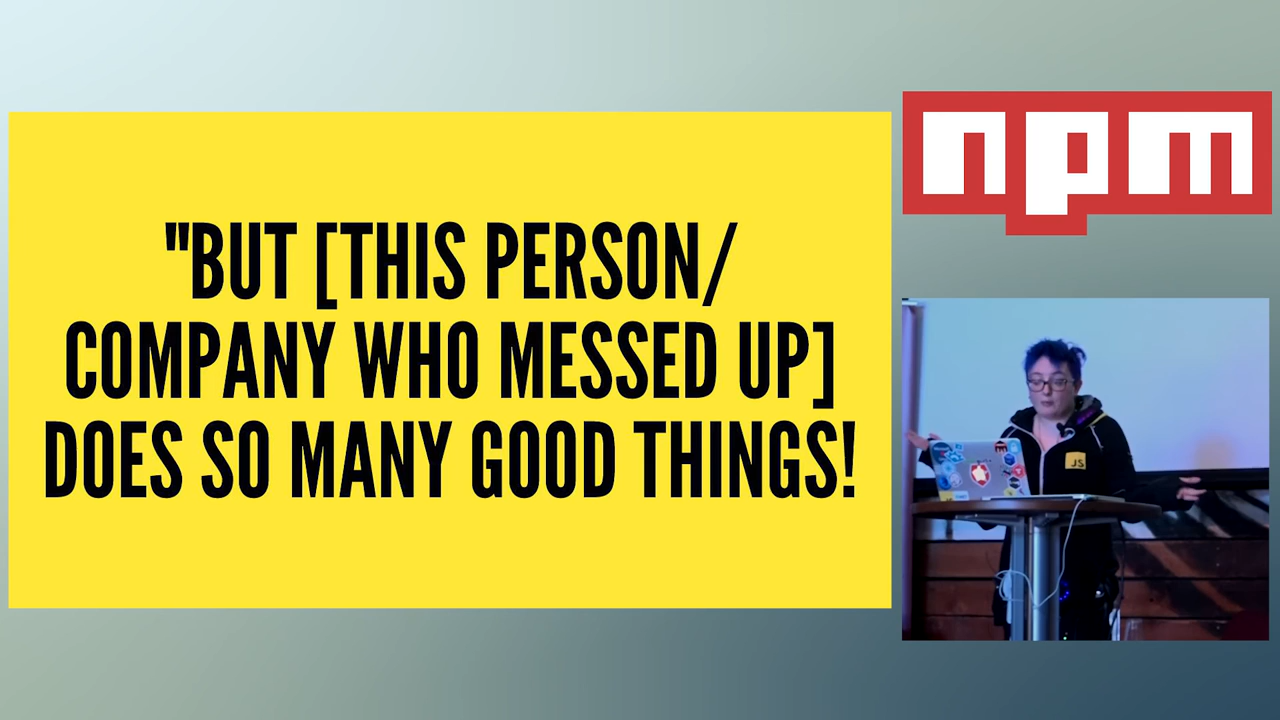 "BUT [THIS PERSON/
COMPANY WHO MESSED UP]
DOES SO MANY GOOD THINGS!
npm
JS